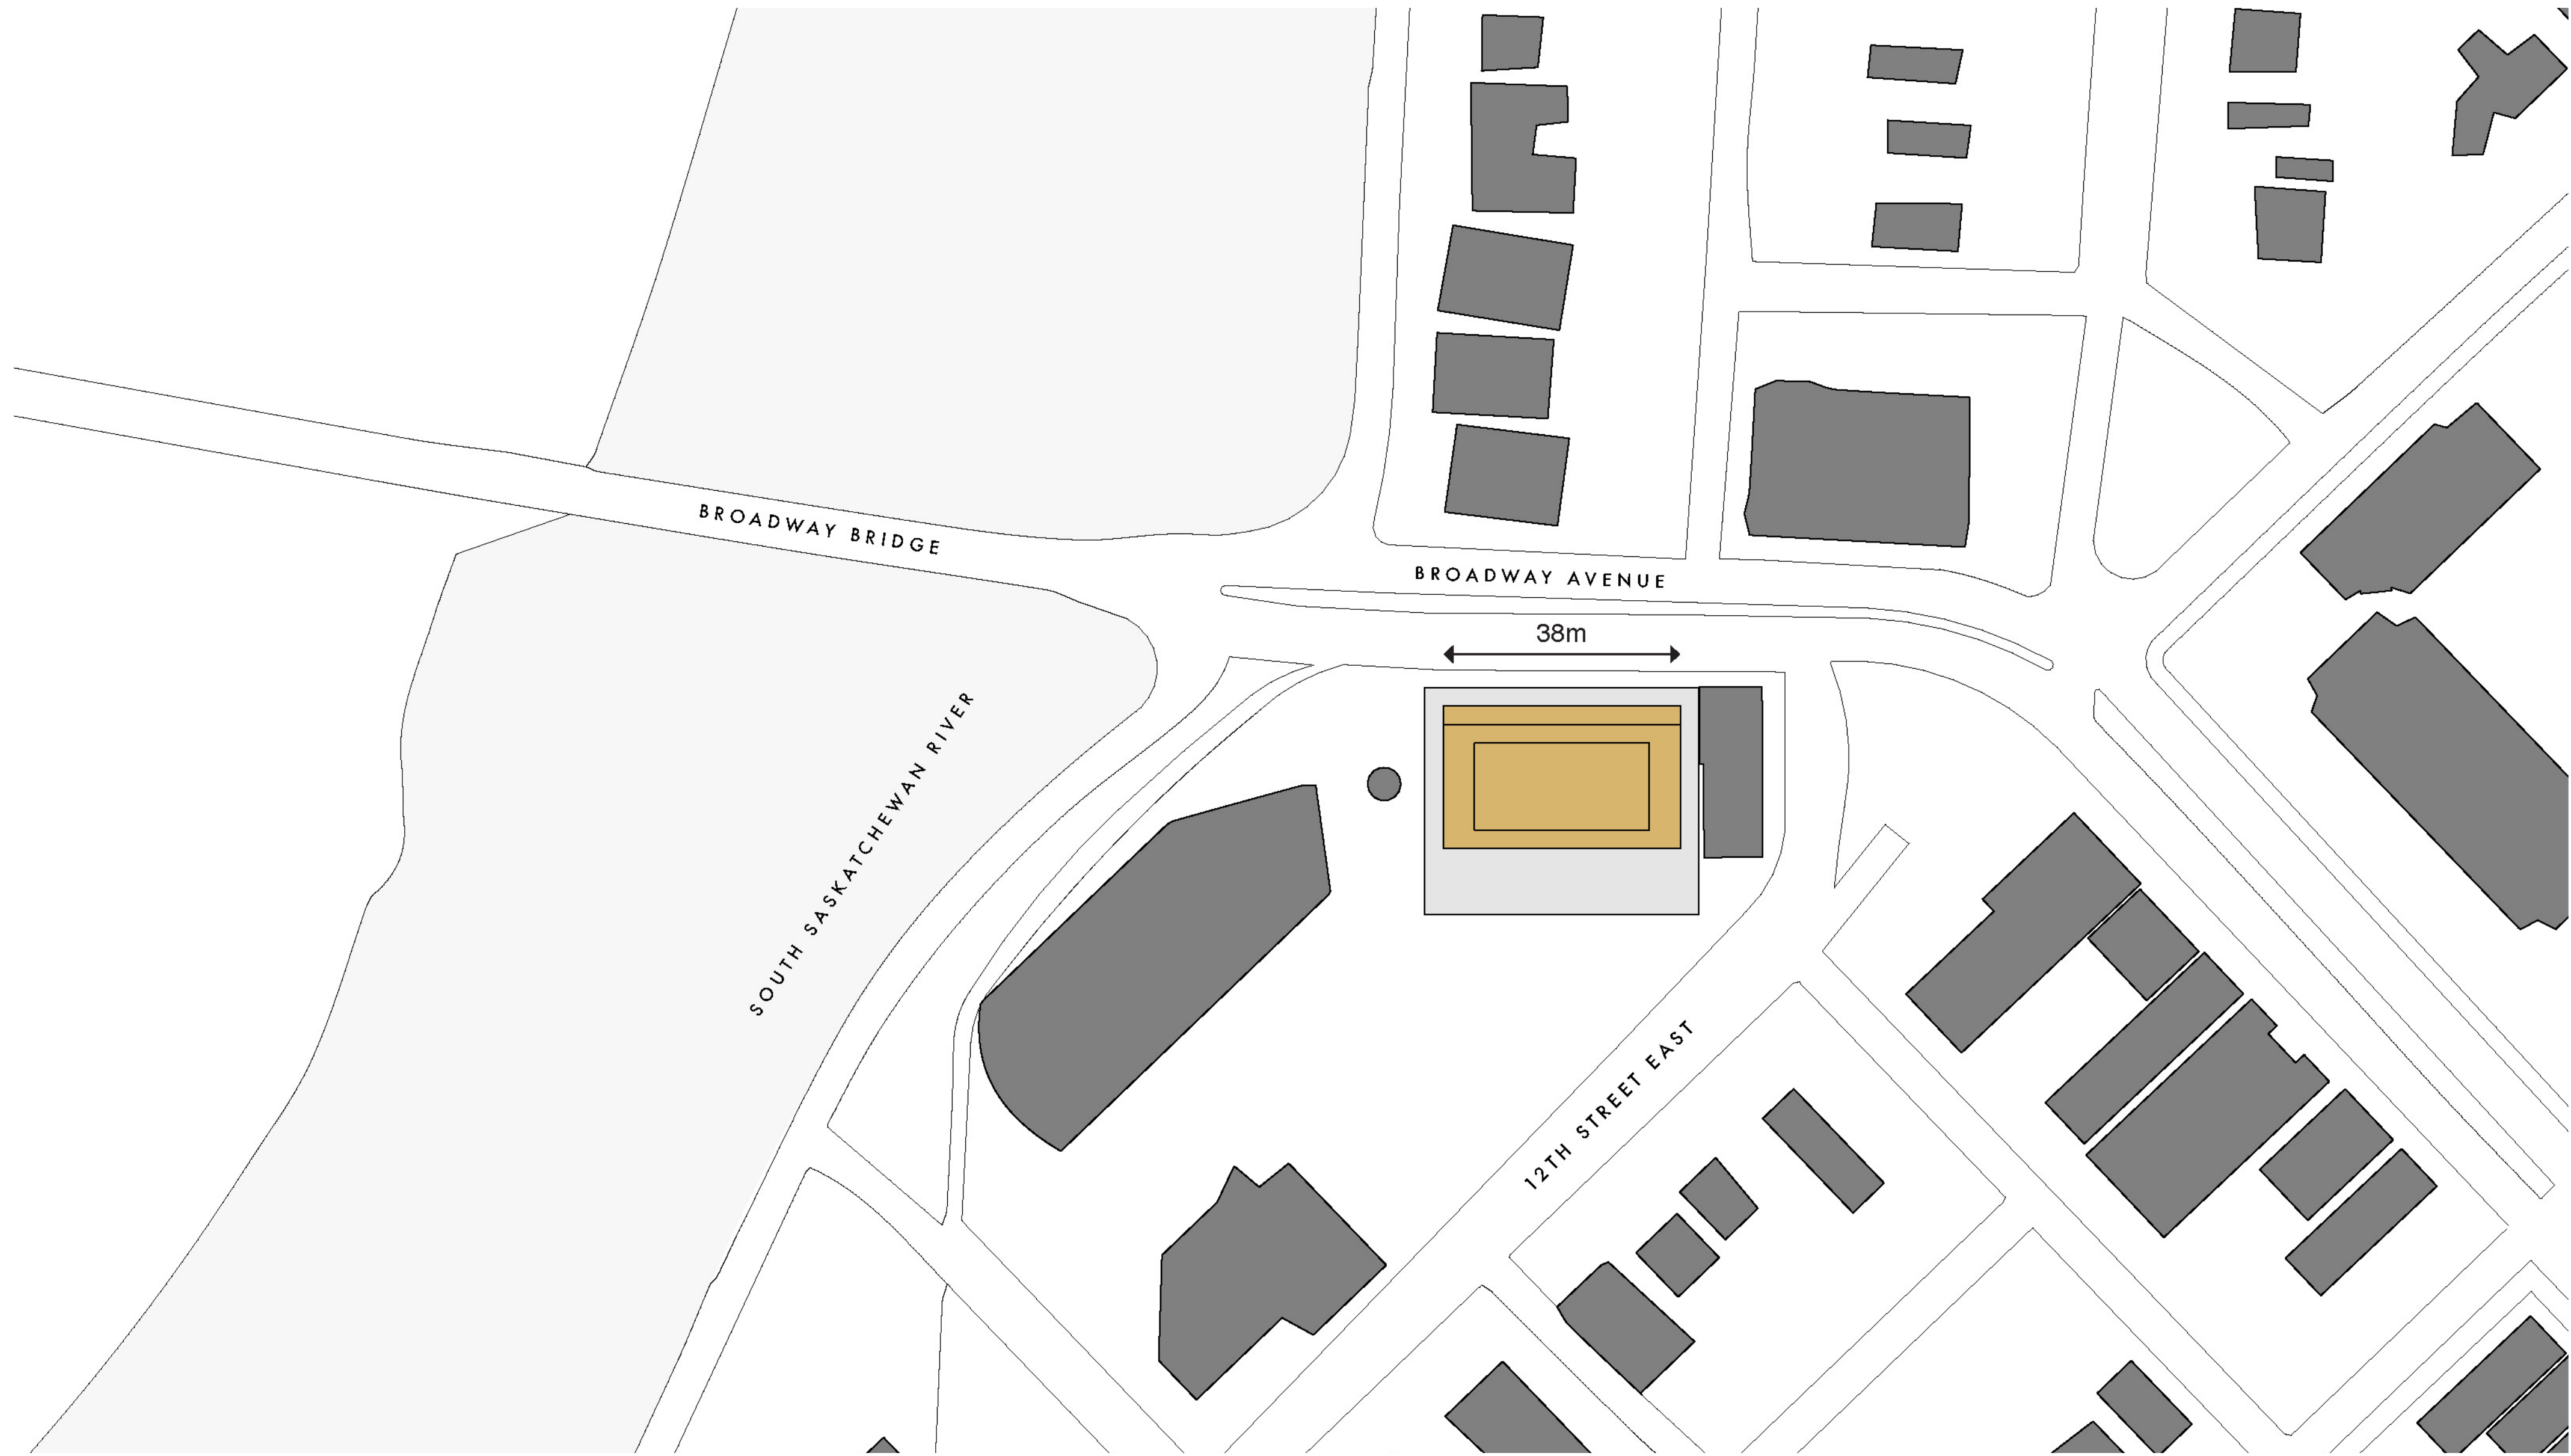 BROADWAY BRIDGE
BROADWAY AVENUE
38m
SOUTH SASKATCHEWAN RIVER
12TH STREET EAST